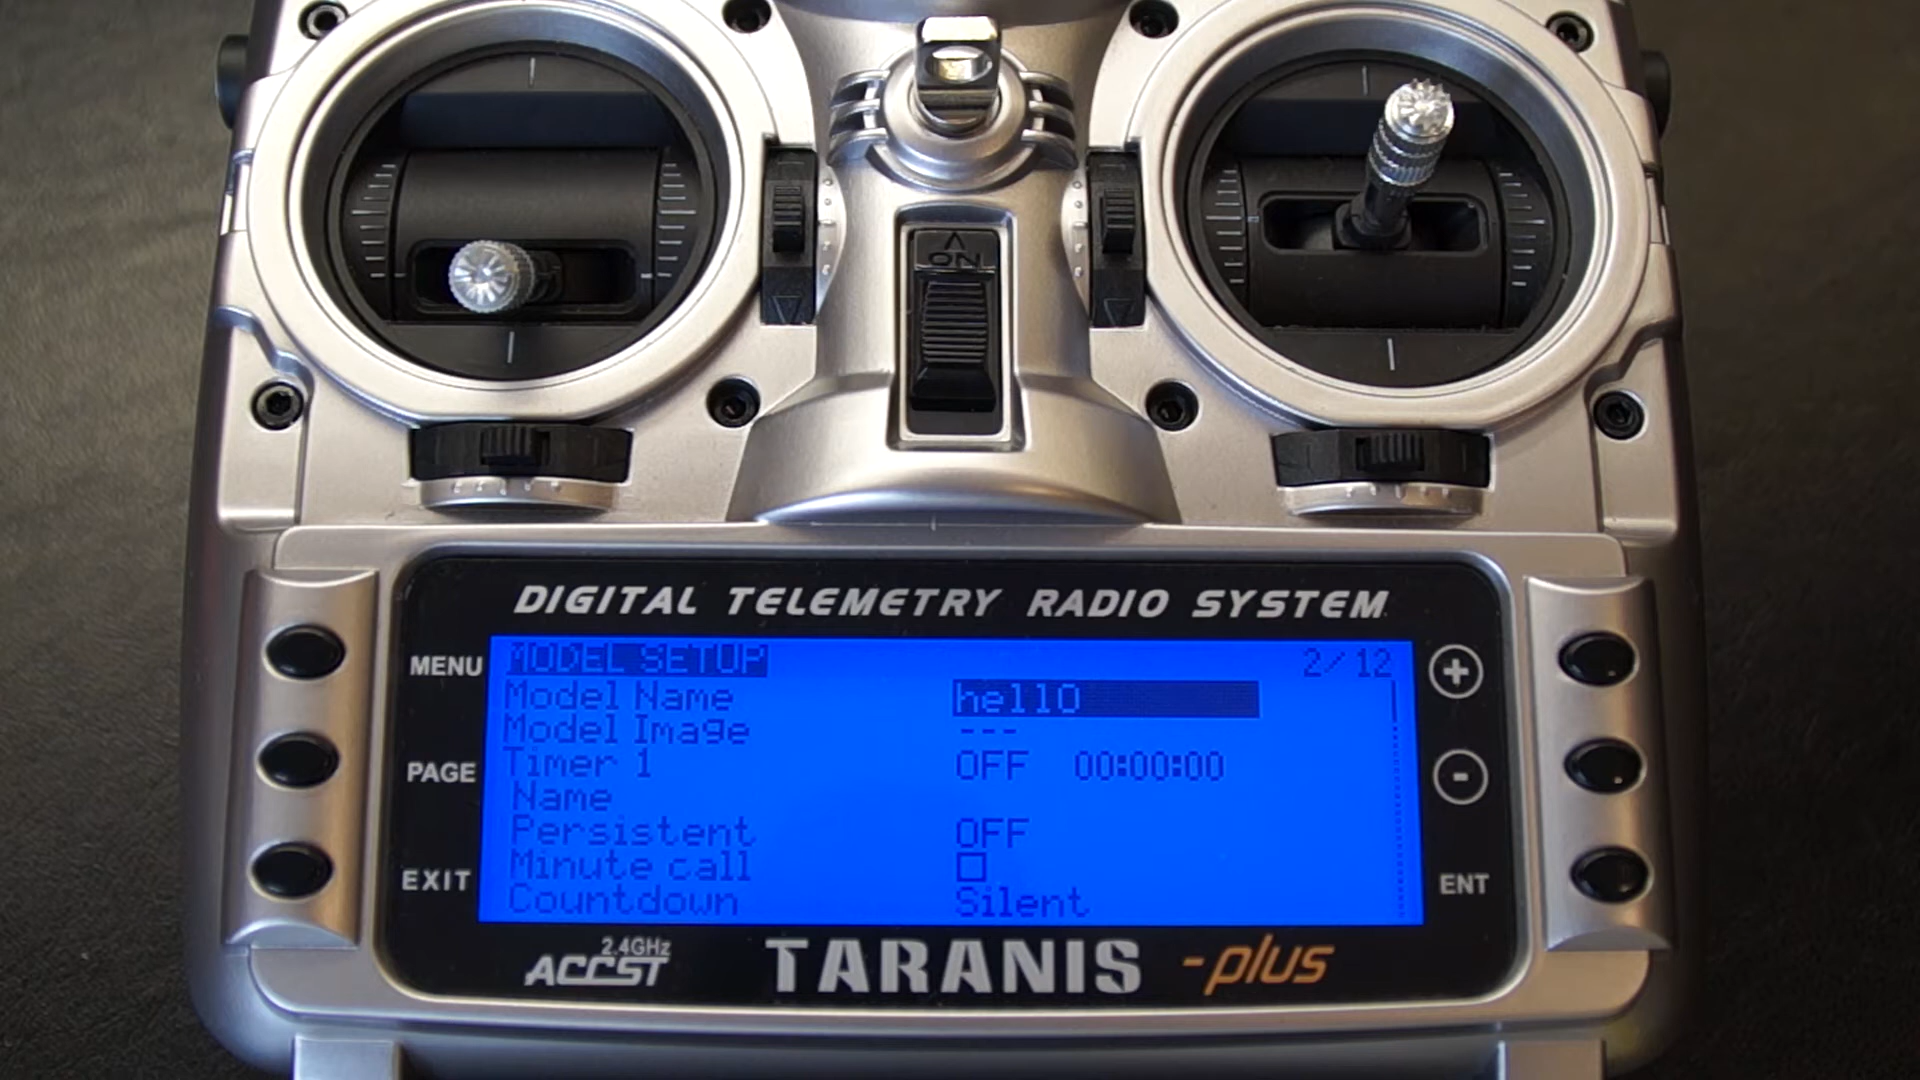 ON
DIGITAL TELEMETRY RADIO SYSTEM
MENU
PAGE
EXIT
MODEL SETUP 2/12
Model Name hellO
Model Image ---
Timer 1 OFF 00:00:00
Name
Persistent OFF
Minute call
Countdown Silent
+
-
ENT
2.4GHz
ACCST
TARANIS -plus